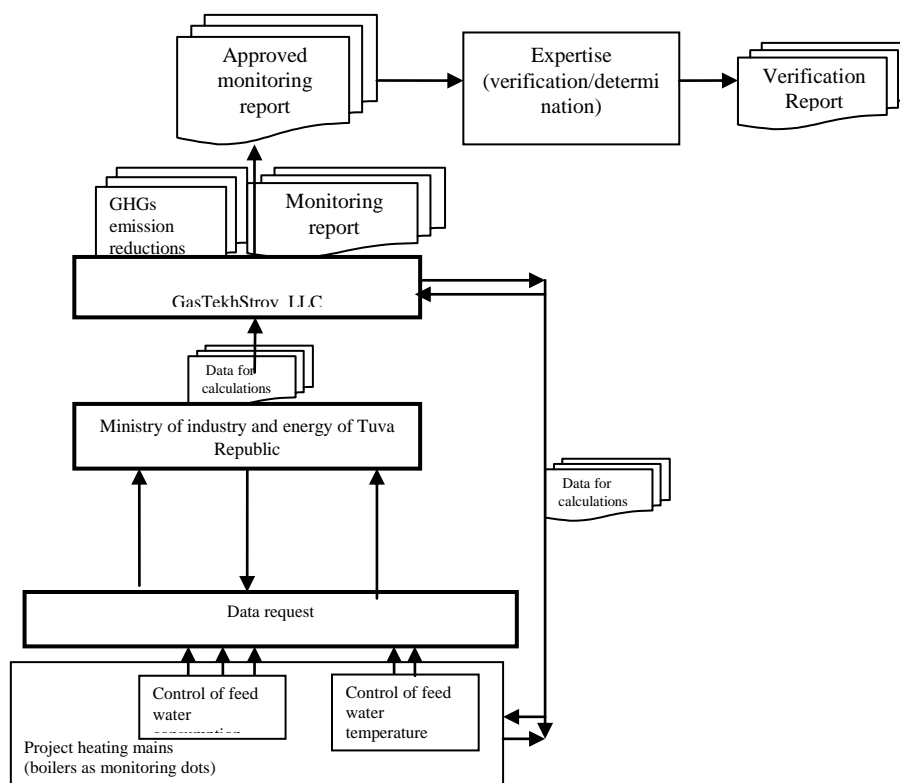 Approved
monitoring
report
Expertise
(verification/determi
nation)
Verification
Report
GHGs
emission
reductions
Monitoring
report
GasTekhStroy LLC
Data for
calculations
Ministry of industry and energy of Tuva
Republic
Data for
calculations
Data request
Control of feed
water
consumption
Control of feed
water
temperature
Project heating mains
(boilers as monitoring dots)